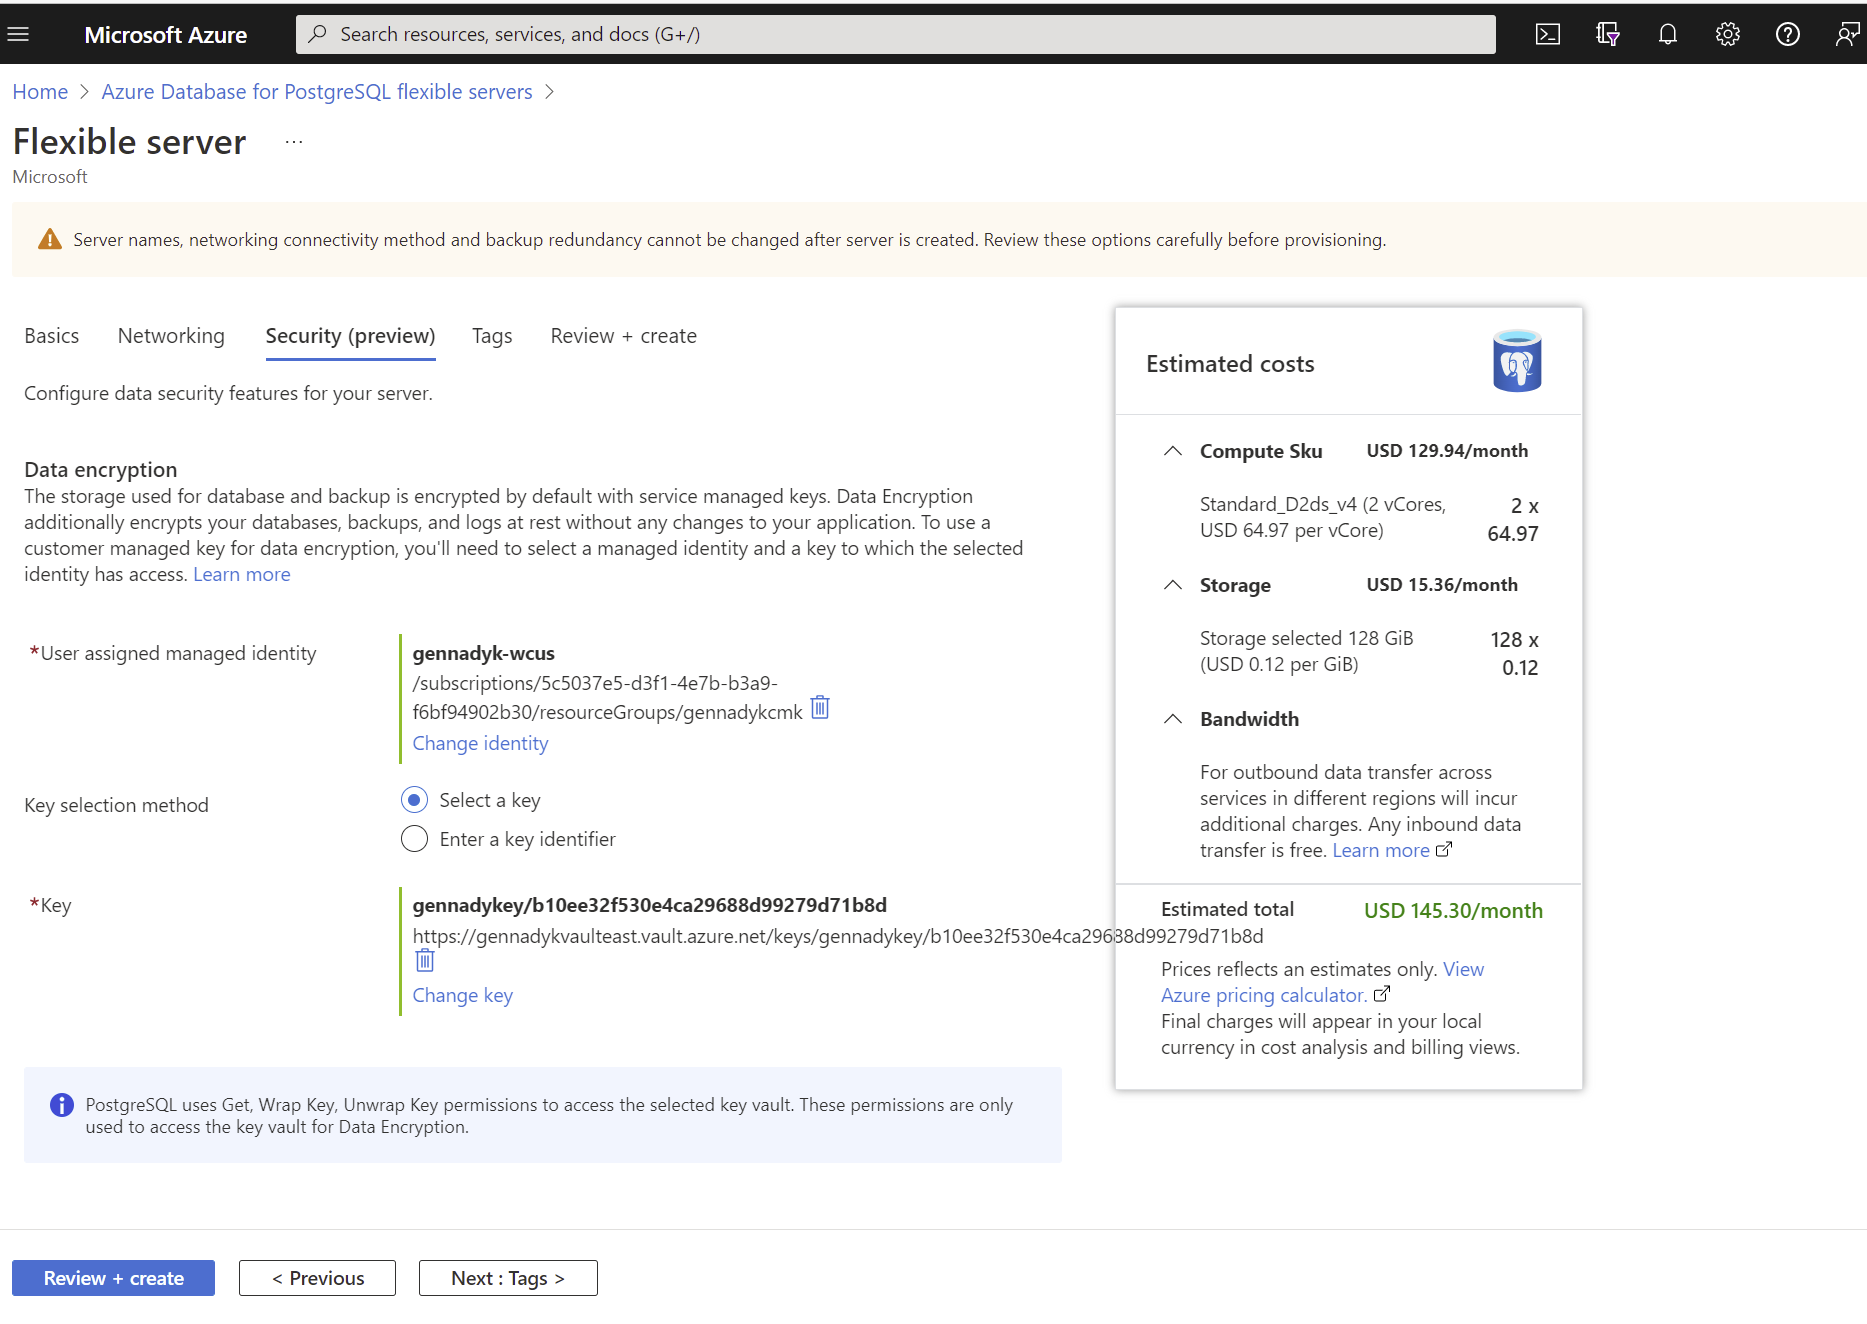 Microsoft Azure
Search resources, services, and docs (G+/)
Home > Azure Database for PostgreSQL flexible servers >
Flexible server ...
Microsoft
Server names, networking connectivity method and backup redundancy cannot be changed after server is created. Review these options carefully before provisioning.
Basics Networking Security (preview) Tags Review + create
Configure data security features for your server.
Data encryption
The storage used for database and backup is encrypted by default with service managed keys. Data Encryption
additionally encrypts your databases, backups, and logs at rest without any changes to your application. To use a
customer managed key for data encryption, you'll need to select a managed identity and a key to which the selected
identity has access. Learn more
*User assigned managed identity
gennadyk-wcus
/subscriptions/5c5037e5-d3f1-4e7b-b3a9-
f6bf94902b30/resourceGroups/gennadykcmk
Change identity
Key selection method
Select a key
Enter a key identifier
*Key
gennadykey/b10ee32f530e4ca29688d99279d71b8d
https://gennadykvaulteast.vault.azure.net/keys/gennadykey/b10ee32f530e4ca29688d99279d71b8d
Change key
PostgreSQL uses Get, Wrap Key, Unwrap Key permissions to access the selected key vault. These permissions are only
used to access the key vault for Data Encryption.
Estimated costs
Compute Sku USD 129.94/month
Standard_D2ds_v4 (2 vCores, 2 x
USD 64.97 per vCore) 64.97
Storage USD 15.36/month
Storage selected 128 GiB 128 x
(USD 0.12 per GiB) 0.12
Bandwidth
For outbound data transfer across
services in different regions will incur
additional charges. Any inbound data
transfer is free. Learn more
Estimated total USD 145.30/month
Prices reflects an estimates only. View
Azure pricing calculator.
Final charges will appear in your local
currency in cost analysis and billing views.
Review + create < Previous Next : Tags >